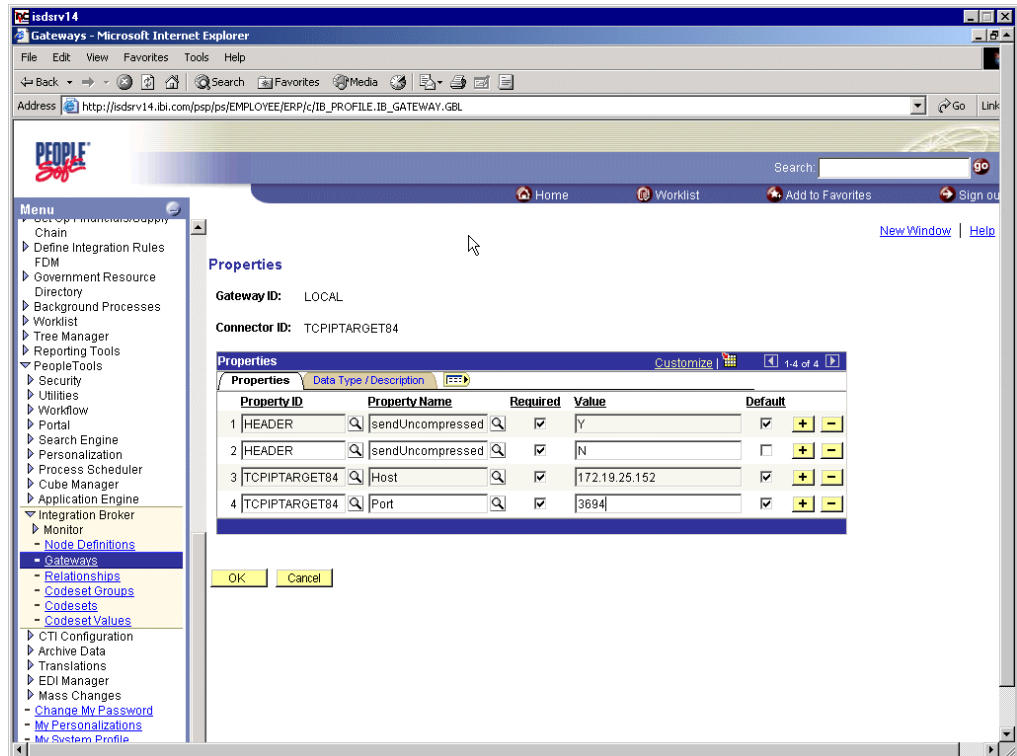 isdsrv14
Gateways - Microsoft Internet Explorer
File Edit View Favorites Tools Help
Back Search Favorites Media
Address http://isdsrv14.ibi.com/psp/ps/EMPLOYEE/ERP/c/IB_PROFILE.IB_GATEWAY.GBL Go Link
PEOPLE Soft
Search: go
Home Worklist Add to Favorites Sign ou
Menu
Set Up Financials/Supply
Chain
Define Integration Rules
FDM
Government Resource
Directory
Background Processes
Worklist
Tree Manager
Reporting Tools
PeopleTools
Security
Utilities
Workflow
Portal
Search Engine
Personalization
Process Scheduler
Cube Manager
Application Engine
Integration Broker
Monitor
- Node Definitions
- Gateways
- Relationships
- Codeset Groups
- Codesets
- Codeset Values
CTI Configuration
Archive Data
Translations
EDI Manager
Mass Changes
- Change My Password
- My Personalizations
- My System Profile
New Window | Help
Properties
Gateway ID: LOCAL
Connector ID: TCPIPTARGET84
Properties Customize | 1-4 of 4
Properties Data Type / Description
Property ID Property Name Required Value Default
1 HEADER sendUncompressed Y + -
2 HEADER sendUncompressed N + -
3 TCPIPTARGET84 Host 172.19.25.152 + -
4 TCPIPTARGET84 Port 3694 + -
OK Cancel